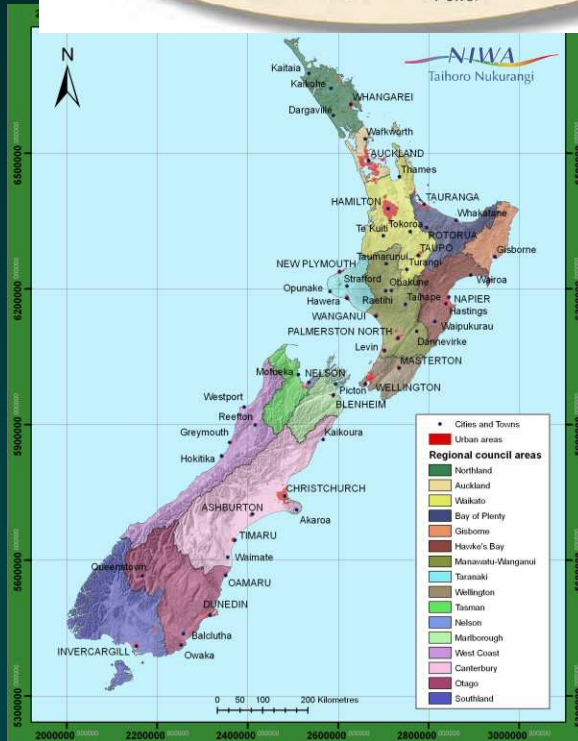 N
NIWA
Taihoro Nukurangi
Kaitaia
Kaikohe
WHANGAREI
Dargaville
Warkworth
AUCKLAND
Thames
HAMILTON
TAURANGA
Whakatane
Tokoroa
Te Kuiti
ROTORUA
TAUPO
Gisborne
Taumarunui
Turangi
NEW PLYMOUTH
Strafford
Wairoa
Opunake
Ohakune
Hawera
Raetihi
Taihape
NAPIER
Hastings
WANGANUI
Waipukurau
PALMERSTON NORTH
Dannevirke
Levin
MASTERTON
Motueka
NELSON
WELLINGTON
Picton
BLENHEIM
Westport
Reefton
Greymouth
Kaikoura
Hokitika
CHRISTCHURCH
ASHBURTON
Akaroa
TIMARU
Waimate
Queenstown
OAMARU
DUNEDIN
Balclutha
INVERCARGILL
Owaka
Cities and Towns
Urban areas
Regional council areas
Northland
Auckland
Waikato
Bay of Plenty
Gisborne
Hawke's Bay
Manawatu-Wanganui
Taranaki
Wellington
Tasman
Nelson
Marlborough
West Coast
Canterbury
Otago
Southland
0 50 100 200 Kilometres
6500000
6200000
5900000
5600000
5300000
2000000
2200000
2400000
2600000
2800000
3000000